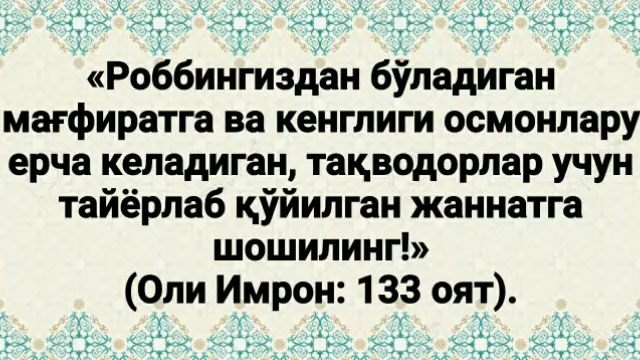 «Роббингиздан бўладиган
мағфиратга ва кенглиги осмонлару
ерча келадиган, тақводорлар учун
тайёрлаб қўйилган жаннатга
шошилинг!»
(Оли Имрон: 133 оят).